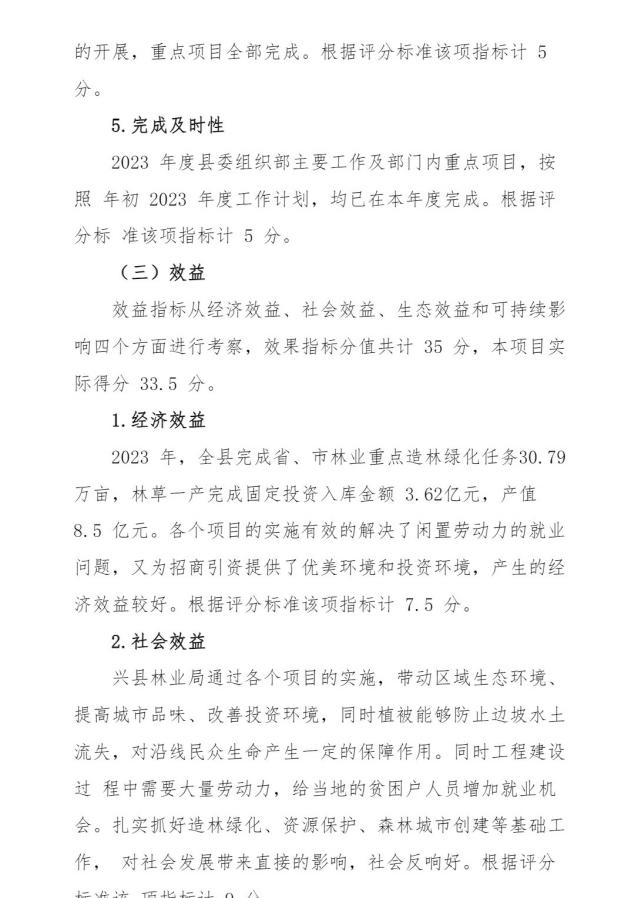 的开展，重点项目全部完成。根据评分标准该项指标计 5
分。
5.完成及时性
2023 年度县委组织部主要工作及部门内重点项目，按
照 年初 2023 年度工作计划，均已在本年度完成。根据评
分标 准该项指标计 5 分。
（三）效益
效益指标从经济效益、社会效益、生态效益和可持续影
响四个方面进行考察，效果指标分值共计 35 分，本项目实
际得分 33.5 分。
1.经济效益
2023 年，全县完成省、市林业重点造林绿化任务30.79
万亩，林草一产完成固定投资入库金额 3.62亿元，产值
8.5 亿元。各个项目的实施有效的解决了闲置劳动力的就业
问题，又为招商引资提供了优美环境和投资环境，产生的经
济效益较好。根据评分标准该项指标计 7.5 分。
2.社会效益
兴县林业局通过各个项目的实施，带动区域生态环境、
提高城市品味、改善投资环境，同时植被能够防止边坡水土
流失，对沿线民众生命产生一定的保障作用。同时工程建设
过 程中需要大量劳动力，给当地的贫困户人员增加就业机
会。扎实抓好造林绿化、资源保护、森林城市创建等基础工
作， 对社会发展带来直接的影响，社会反响好。根据评分
标准该 项指标计 9 分